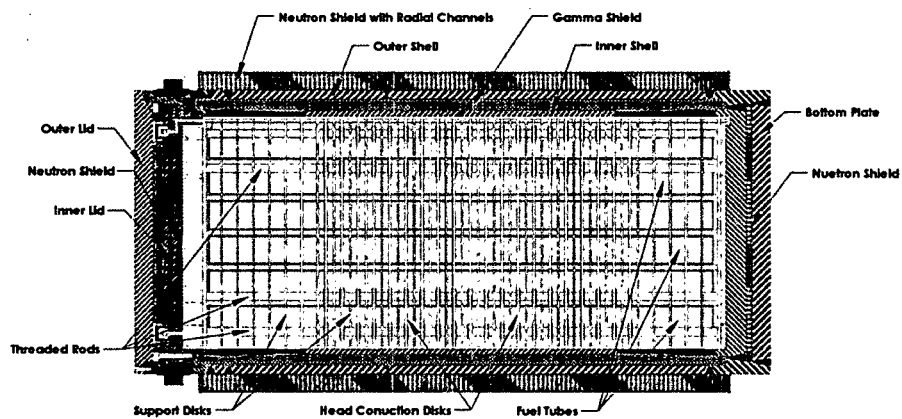 Neutron Shield with Radial Channels
Gamma Shield
Outer Shell
Inner Shell
Outer Lid
Bottom Plate
Neutron Shield
Nuetron Shield
Inner Lid
Threaded Rods
Support Disks
Head Conuction Disks
Fuel Tubes